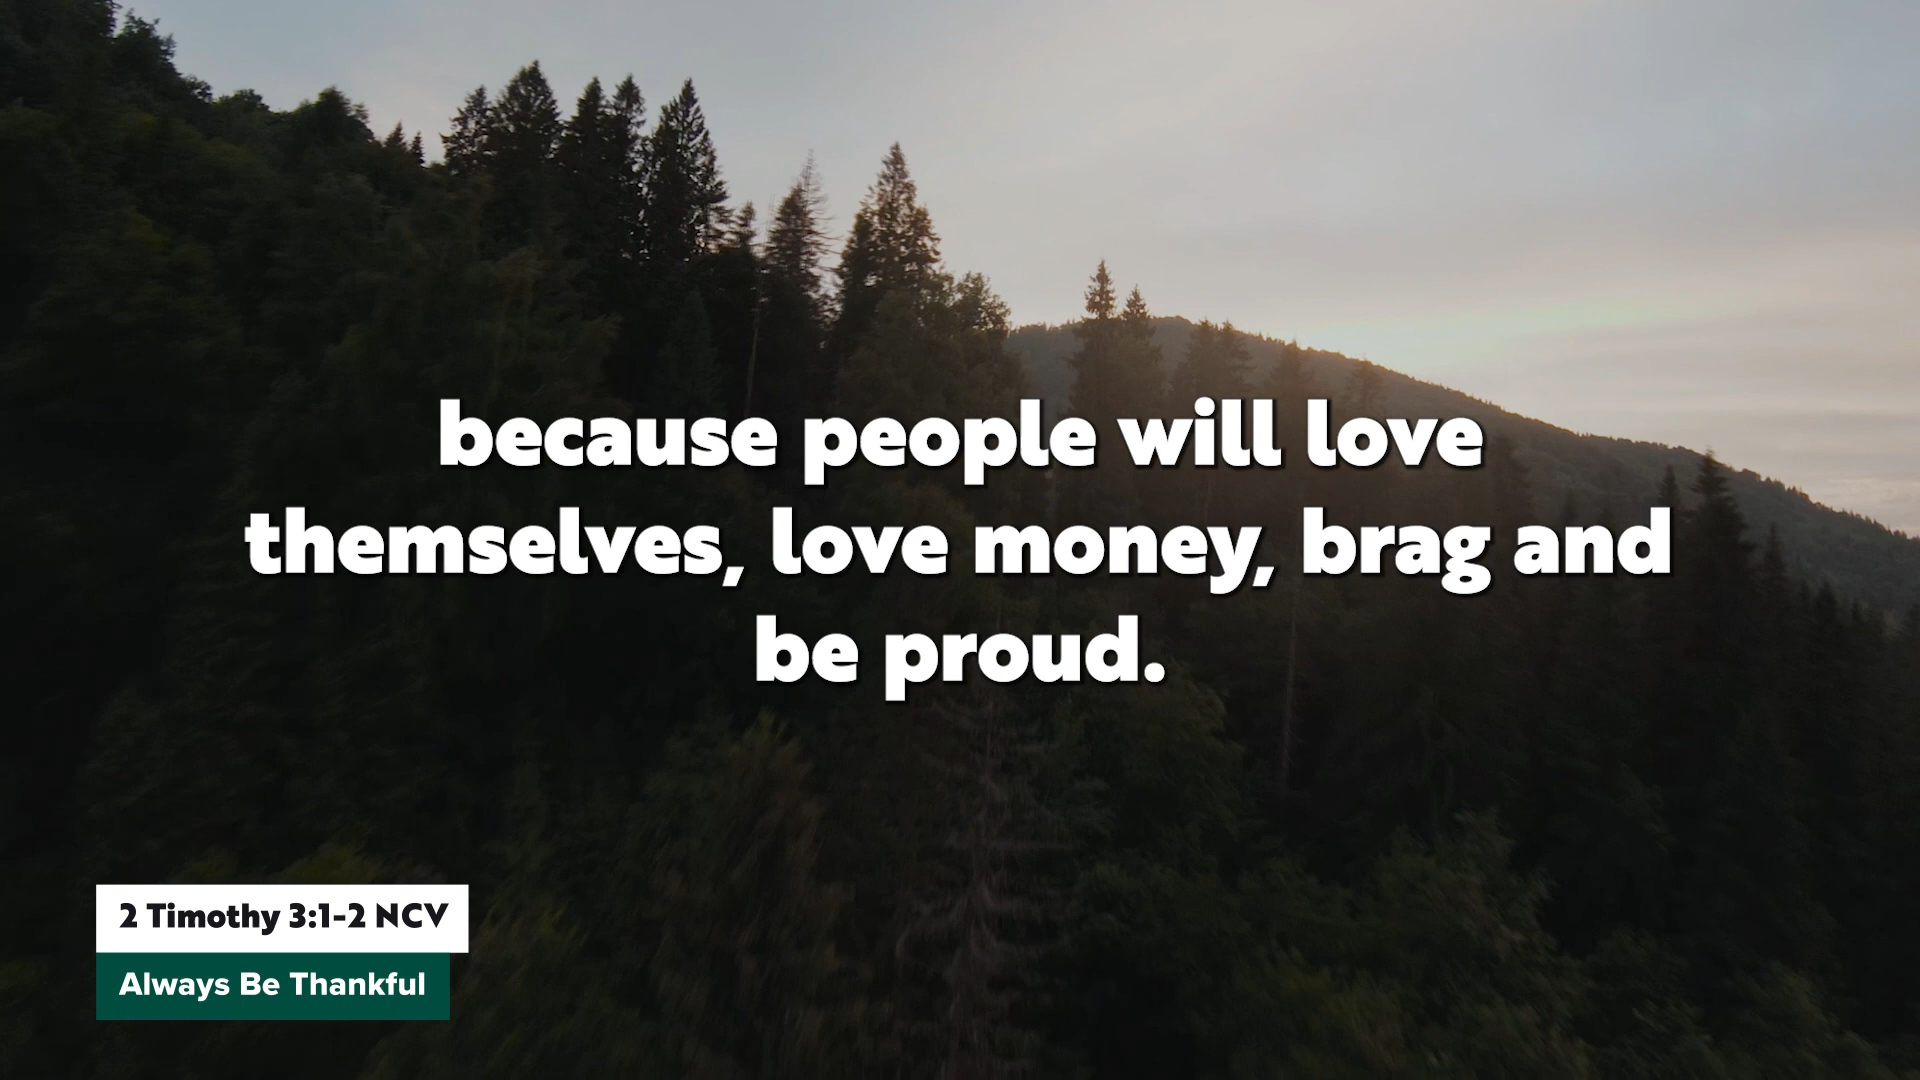 because people will love
themselves, love money, brag and
be proud.
2 Timothy 3:1-2 NCV
Always Be Thankful